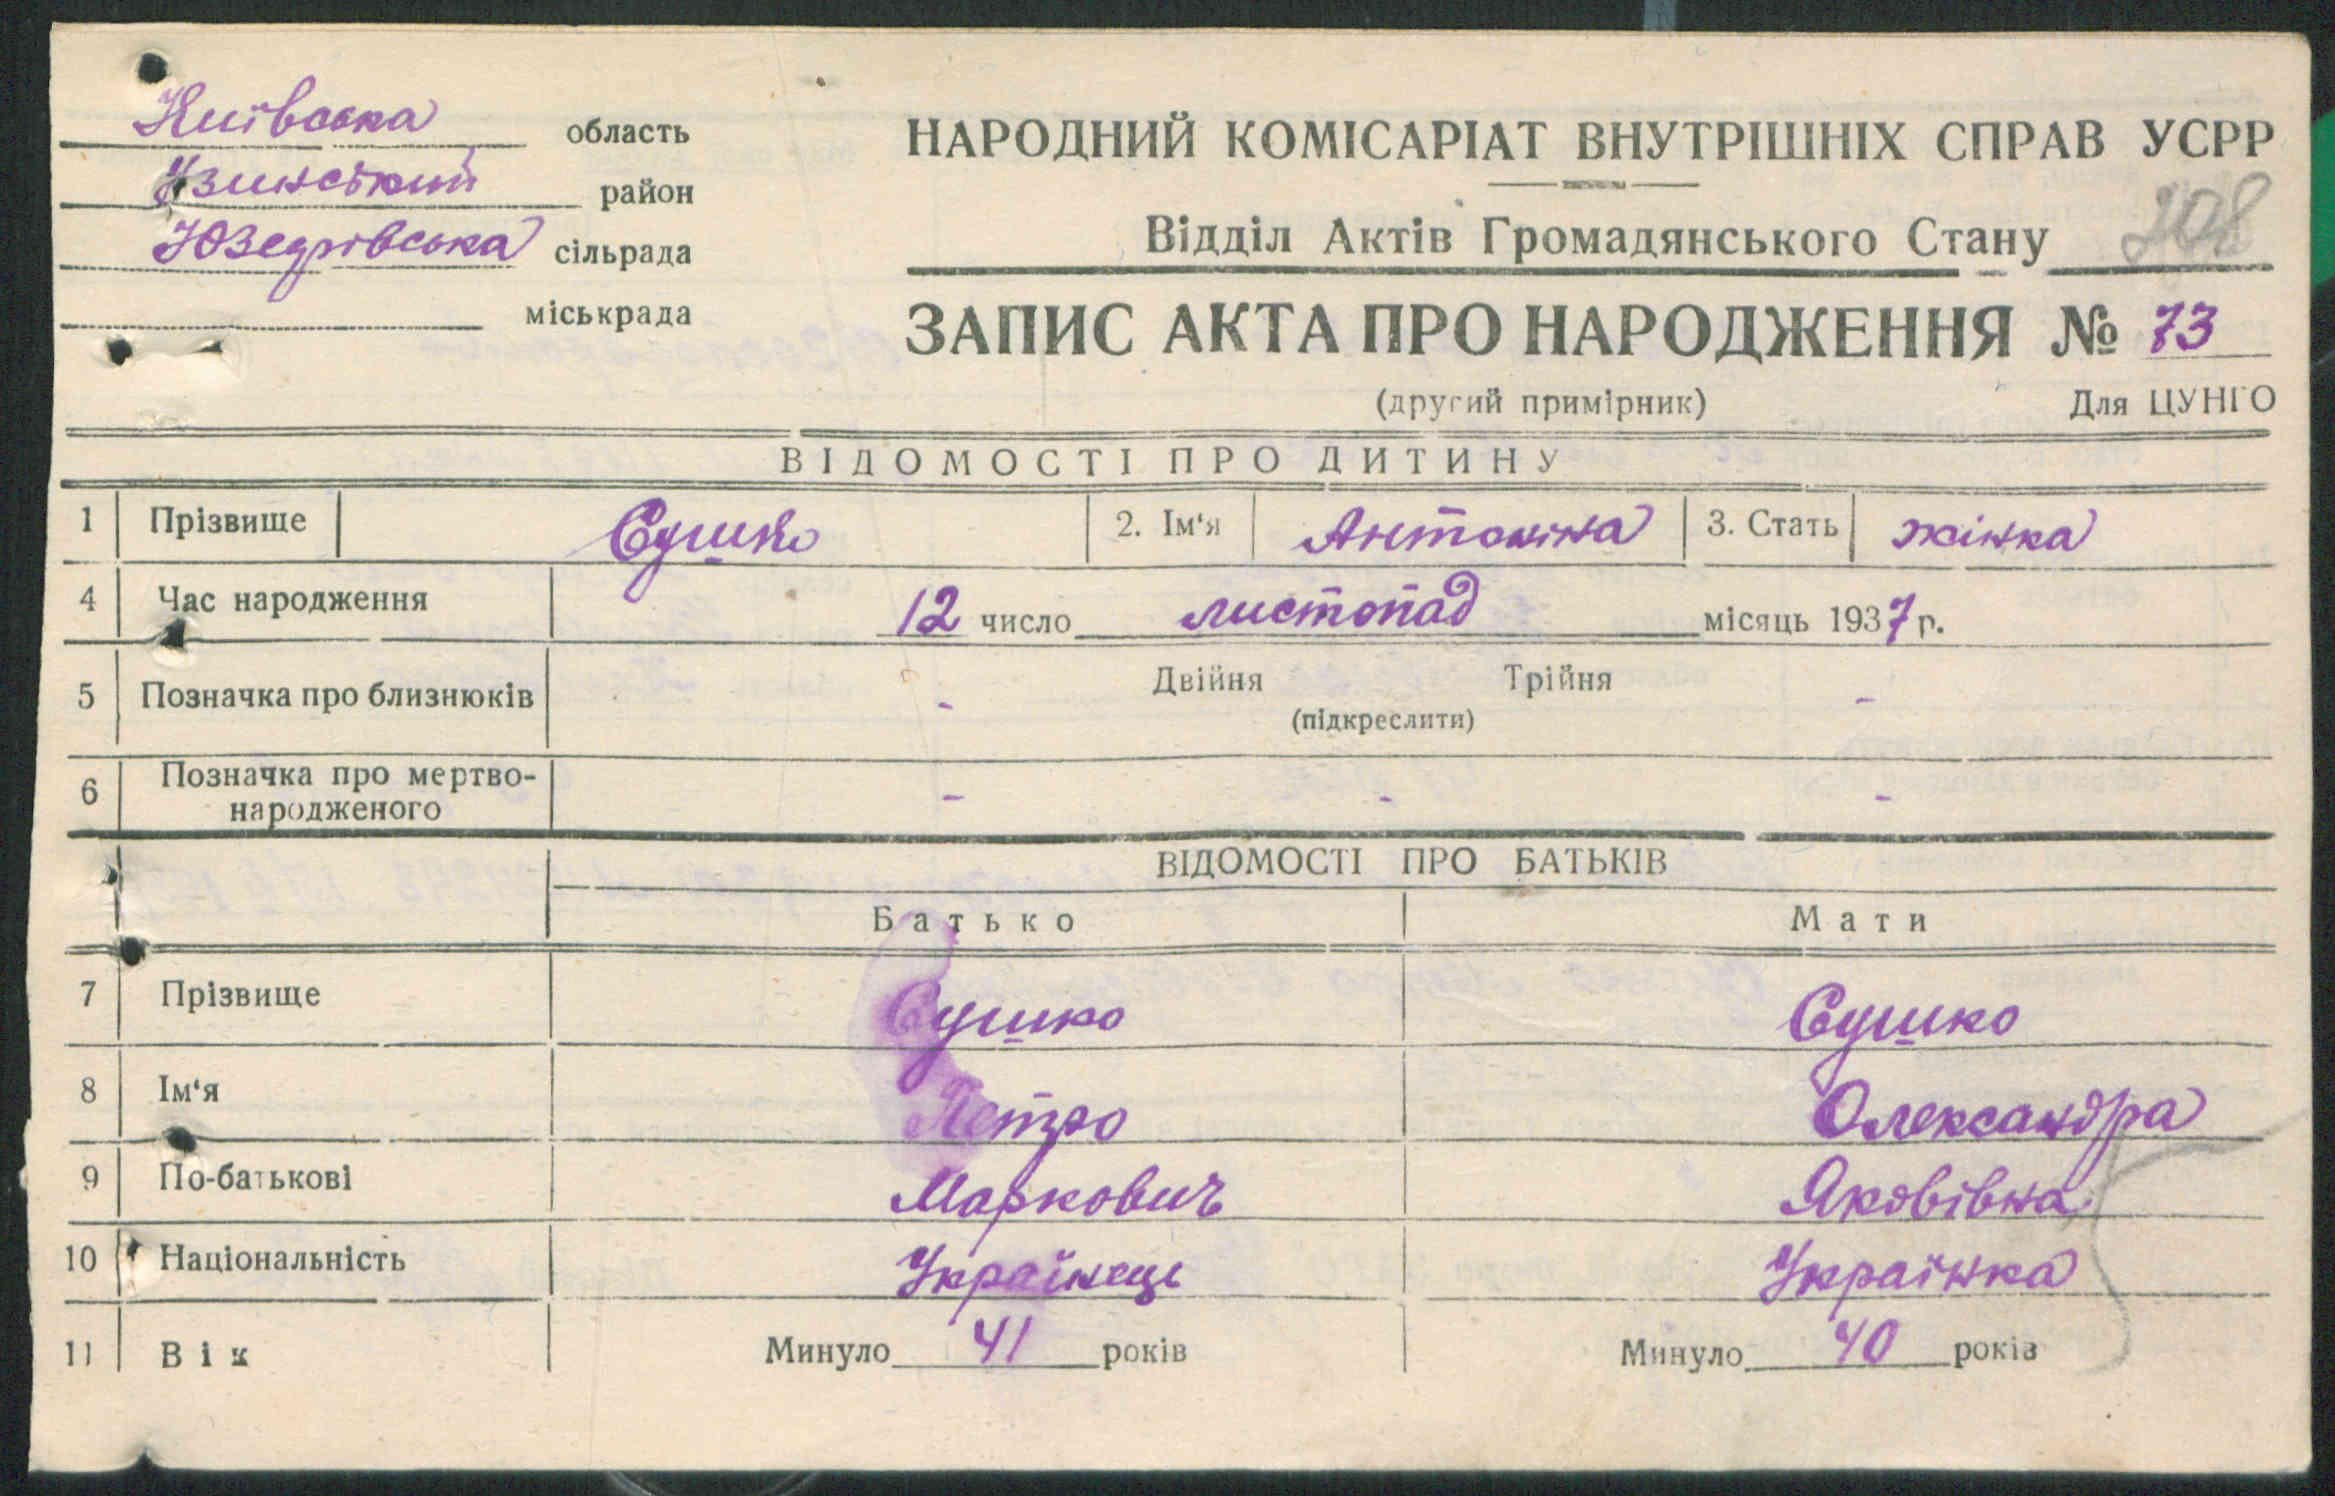 Київська область
Узинський район
Юзефівська сільрада
міськрада
НАРОДНИЙ КОМІСАРІАТ ВНУТРІШНІХ СПРАВ УСРР
Відділ Актів Громадянського Стану
ЗАПИС АКТА ПРО НАРОДЖЕННЯ № 73
(другий примірник) Для ЦУНГО
ВІДОМОСТІ ПРО ДИТИНУ
1 Прізвище Сушко 2. Ім‘я Антоніна 3. Стать жінка
4 Час народження 12 число листопад місяць 1937 р.
5 Позначка про близнюків - Двійня Трійня -
(підкреслити)
6 Позначка про мертво-
народженого - - -
ВІДОМОСТІ ПРО БАТЬКІВ
Батько Мати
7 Прізвище Сушко Сушко
8 Ім‘я Петро Олександра
9 По-батькові Маркович Яковівна
10 Національність Українець Українка
11 Вік Минуло 41 років Минуло 40 років